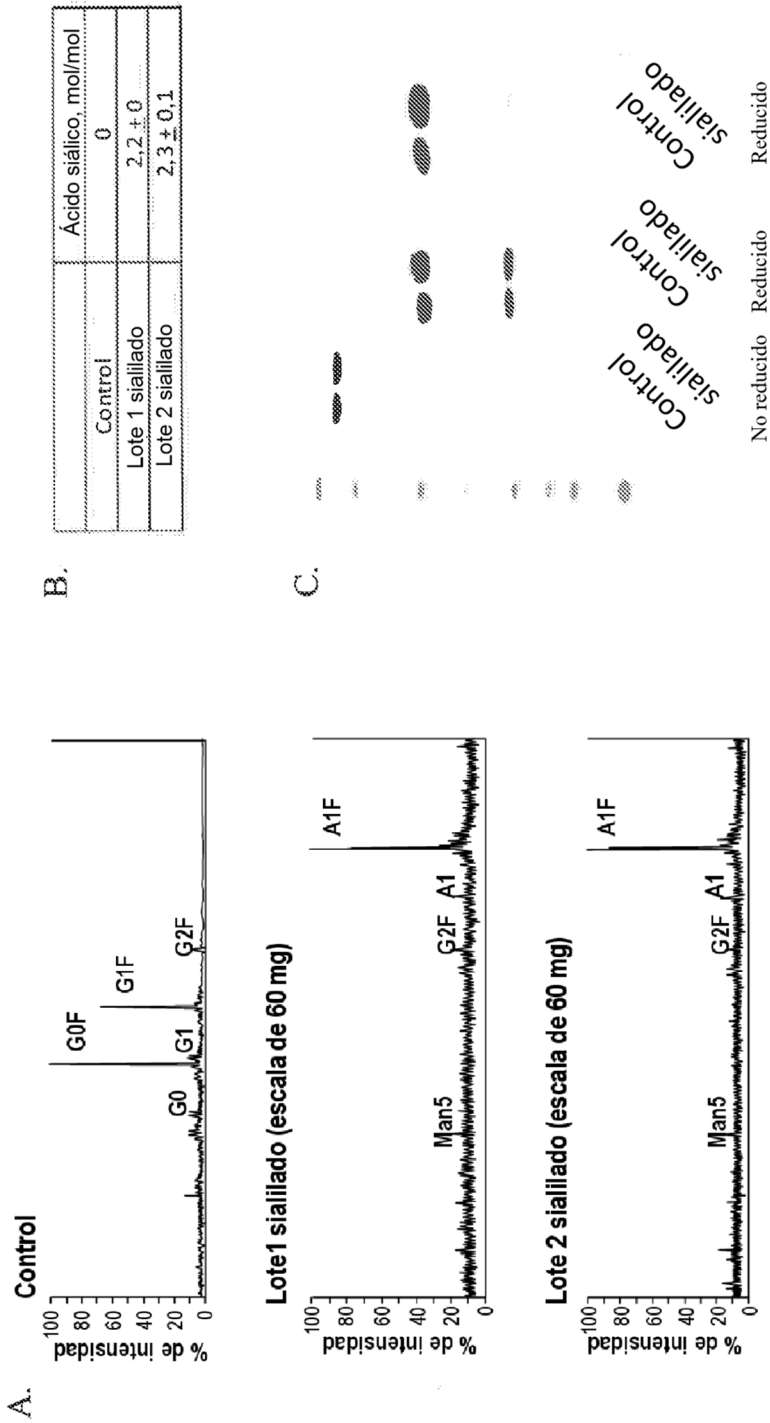 A.
Control
% de intensidad
100
80
60
40
20
0
G0
G0F
G1
G1F
G2F
Lote1 sialilado (escala de 60 mg)
% de intensidad
100
80
60
40
20
0
Man5
G2F
A1
A1F
Lote 2 sialilado (escala de 60 mg)
% de intensidad
100
80
60
40
20
0
Man5
G2F
A1
A1F
B.
Ácido siálico, mol/mol
Control 0
Lote 1 sialilado 2,2 ± 0
Lote 2 sialilado 2,3 ± 0,1
C.
Control
sialilado
Control
sialilado
Control
sialilado
No reducido Reducido Reducido